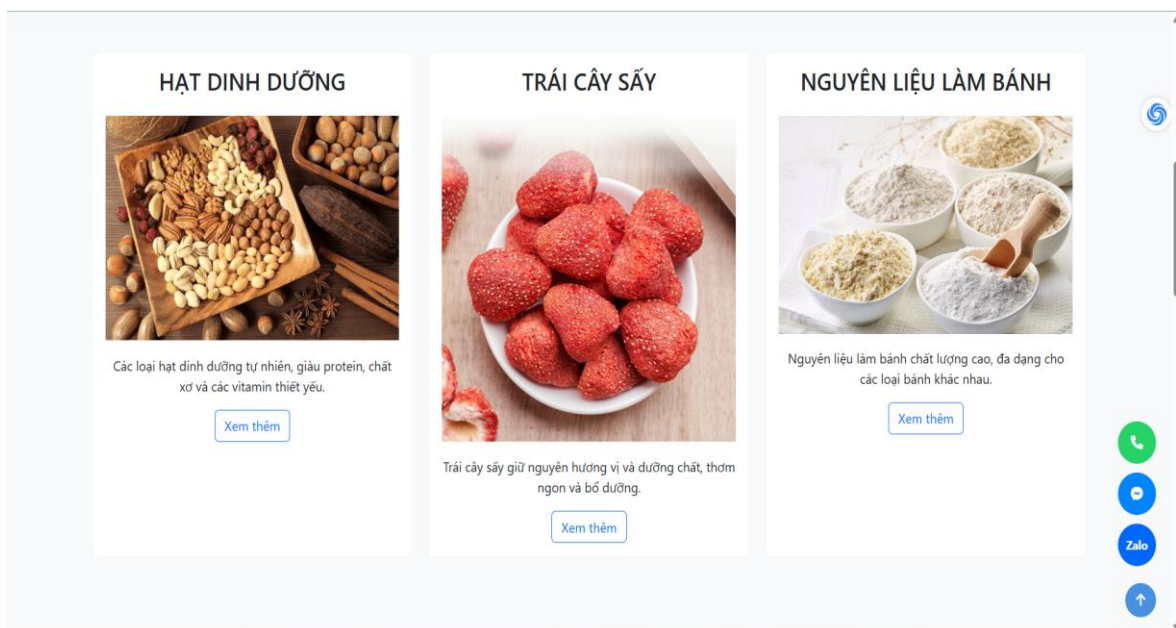 HẠT DINH DƯỠNG
Các loại hạt dinh dưỡng tự nhiên, giàu protein, chất
xơ và các vitamin thiết yếu.
Xem thêm
TRÁI CÂY SẤY
Trái cây sấy giữ nguyên hương vị và dưỡng chất, thơm
ngon và bổ dưỡng.
Xem thêm
NGUYÊN LIỆU LÀM BÁNH
Nguyên liệu làm bánh chất lượng cao, đa dạng cho
các loại bánh khác nhau.
Xem thêm
Zalo